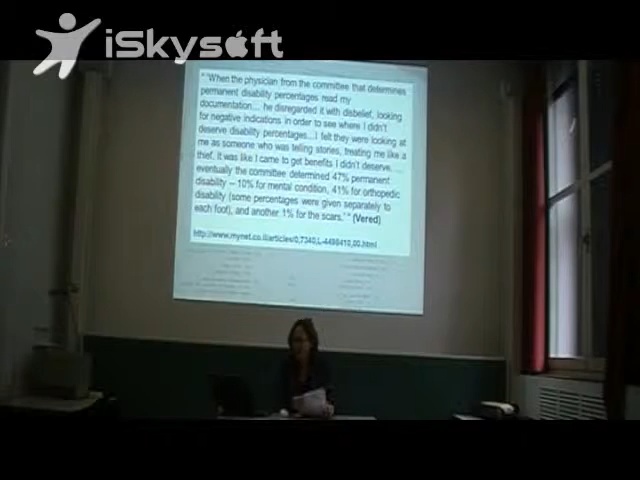 iSkysoft
" "When the physician from the committee that determines
permanent disability percentages read my
documentation… he disregarded it with disbelief, looking
for negative indications in order to see where I didn't
deserve disability percentages…I felt they were looking at
me as someone who was telling stories, treating me like a
thief, it was like I came to get benefits I didn't deserve. …
eventually the committee determined 47% permanent
disability – 10% for mental condition, 41% for orthopedic
disability (some percentages were given separately to
each foot), and another 1% for the scars." " (Vered)
http://www.mynet.co.il/articles/0,7340,L-4498410,00.html